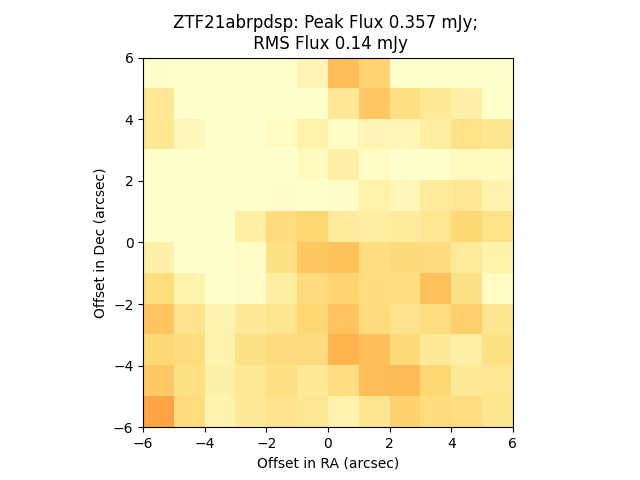 ZTF21abrpdsp: Peak Flux 0.357 mJy;
RMS Flux 0.14 mJy
6
4
2
0
−2
−4
−6
Offset in Dec (arcsec)
−6 −4 −2 0 2 4 6
Offset in RA (arcsec)